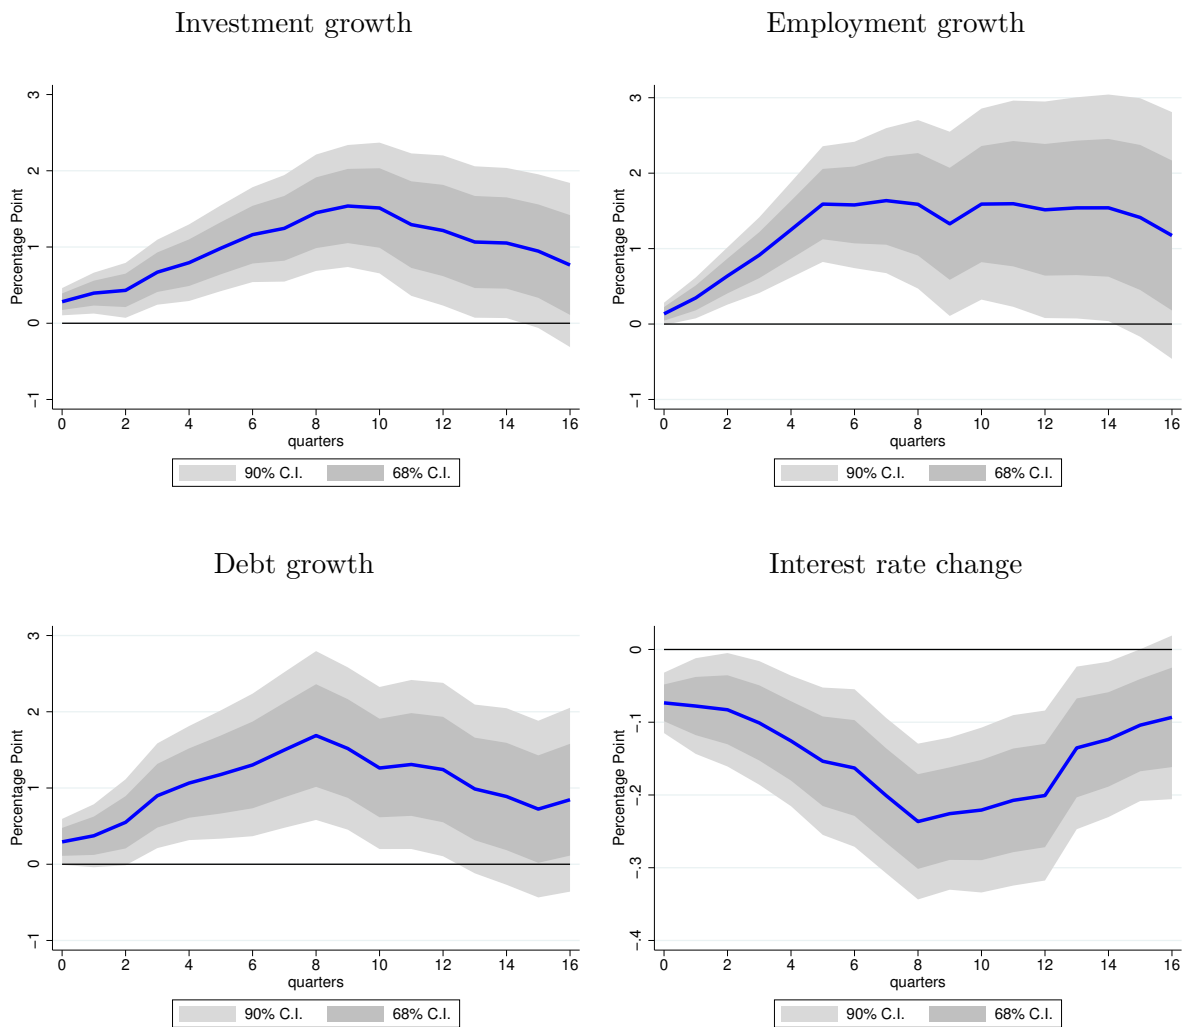 Investment growth
3
2
1
0
−1
Percentage Point
0 2 4 6 8 10 12 14 16
quarters
90% C.I. 68% C.I.
Employment growth
3
2
1
0
−1
Percentage Point
0 2 4 6 8 10 12 14 16
quarters
90% C.I. 68% C.I.
Debt growth
3
2
1
0
−1
Percentage Point
0 2 4 6 8 10 12 14 16
quarters
90% C.I. 68% C.I.
Interest rate change
0
−.1
−.2
−.3
−.4
Percentage Point
0 2 4 6 8 10 12 14 16
quarters
90% C.I. 68% C.I.